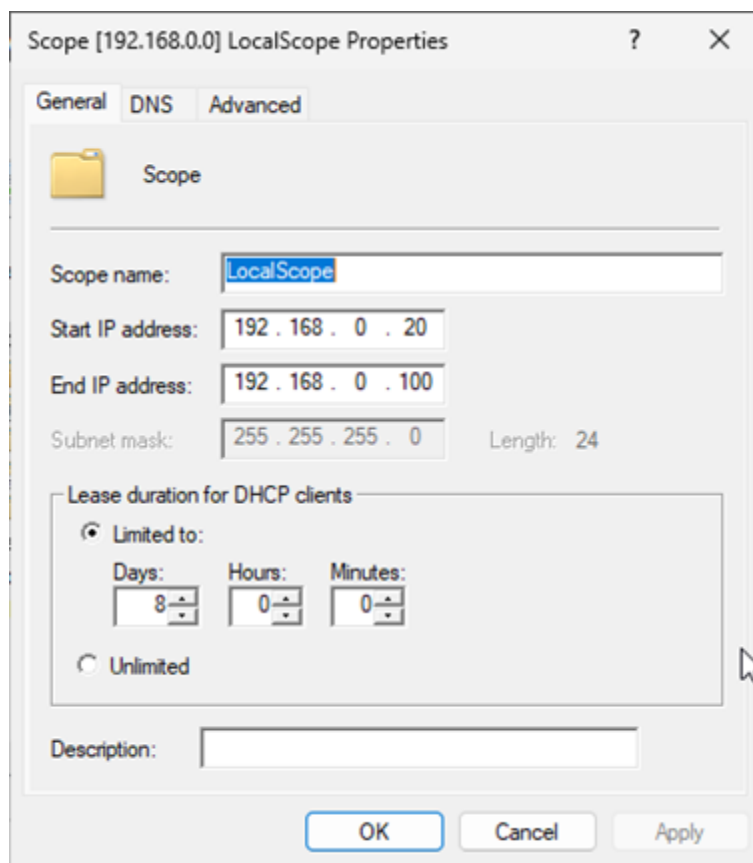 Scope [192.168.0.0] LocalScope Properties ?
General DNS Advanced
Scope
Scope name: LocalScope
Start IP address: 192 . 168 . 0 . 20
End IP address: 192 . 168 . 0 . 100
Subnet mask: 255 . 255 . 255 . 0 Length: 24
Lease duration for DHCP clients
Limited to:
Days: Hours: Minutes:
8 0 0
Unlimited
Description:
OK Cancel Apply